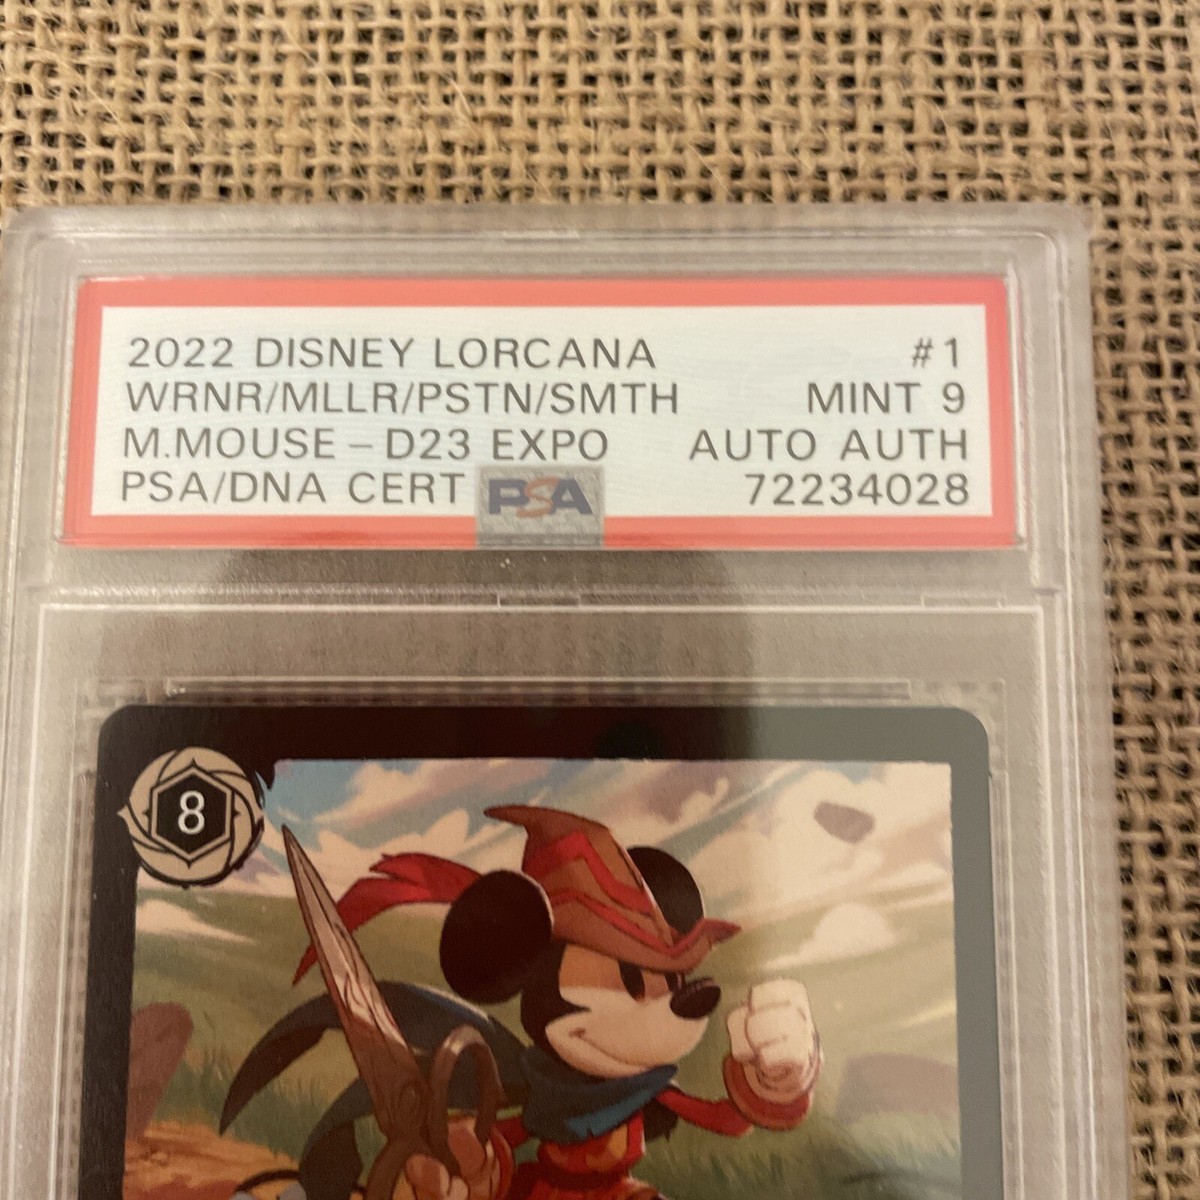 2022 DISNEY LORCANA #1
WRNR/MLLR/PSTN/SMTH MINT 9
M.MOUSE – D23 EXPO AUTO AUTH
PSA/DNA CERT PSA 72234028
8